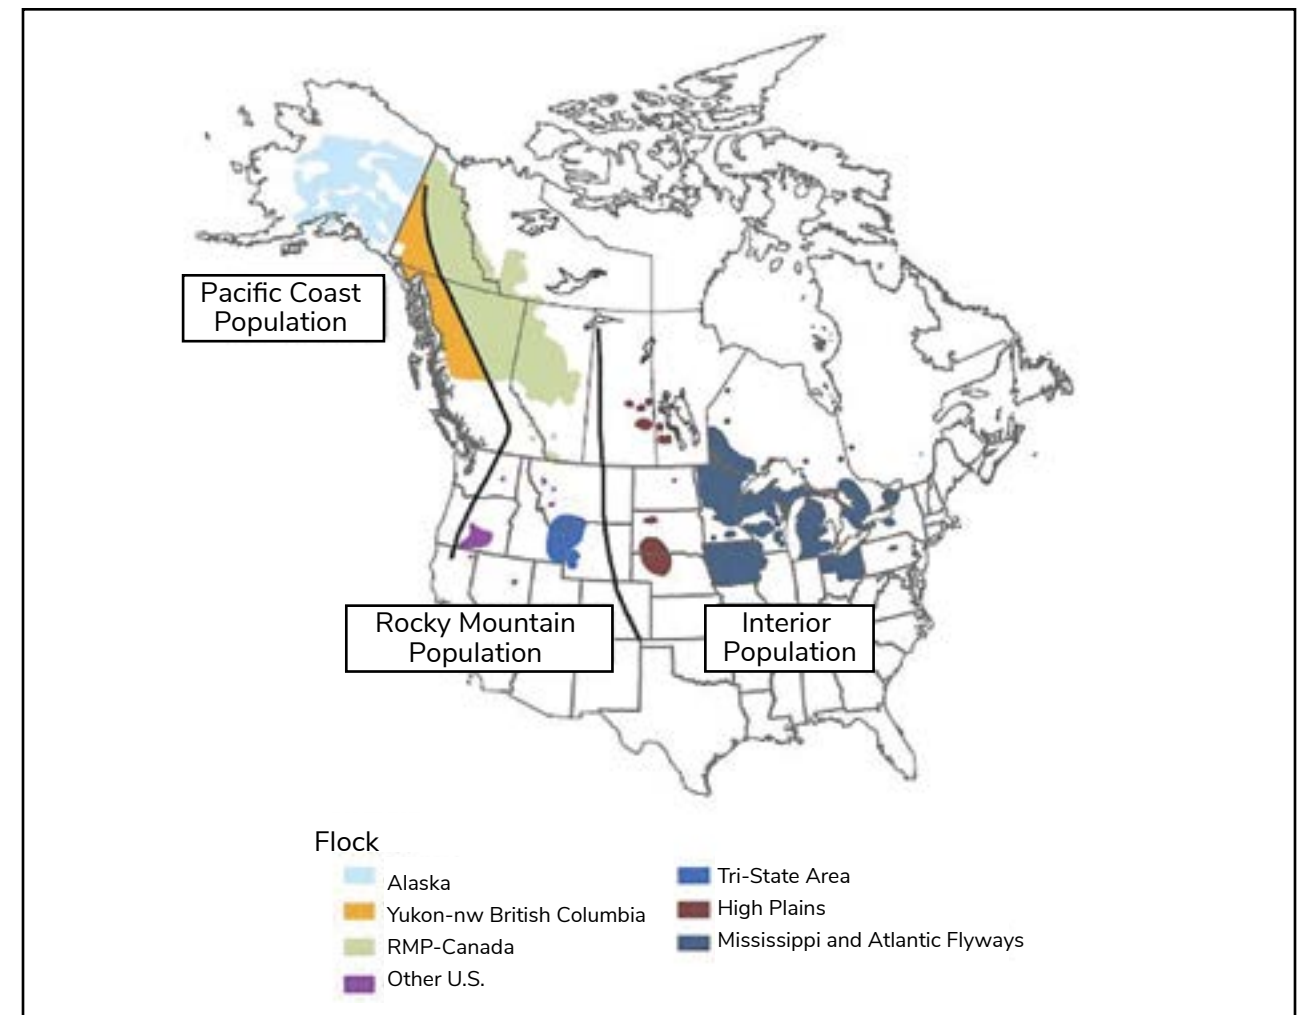 Pacific Coast
Population
Rocky Mountain
Population
Interior
Population
Flock
Alaska
Yukon-nw British Columbia
RMP-Canada
Other U.S.
Tri-State Area
High Plains
Mississippi and Atlantic Flyways